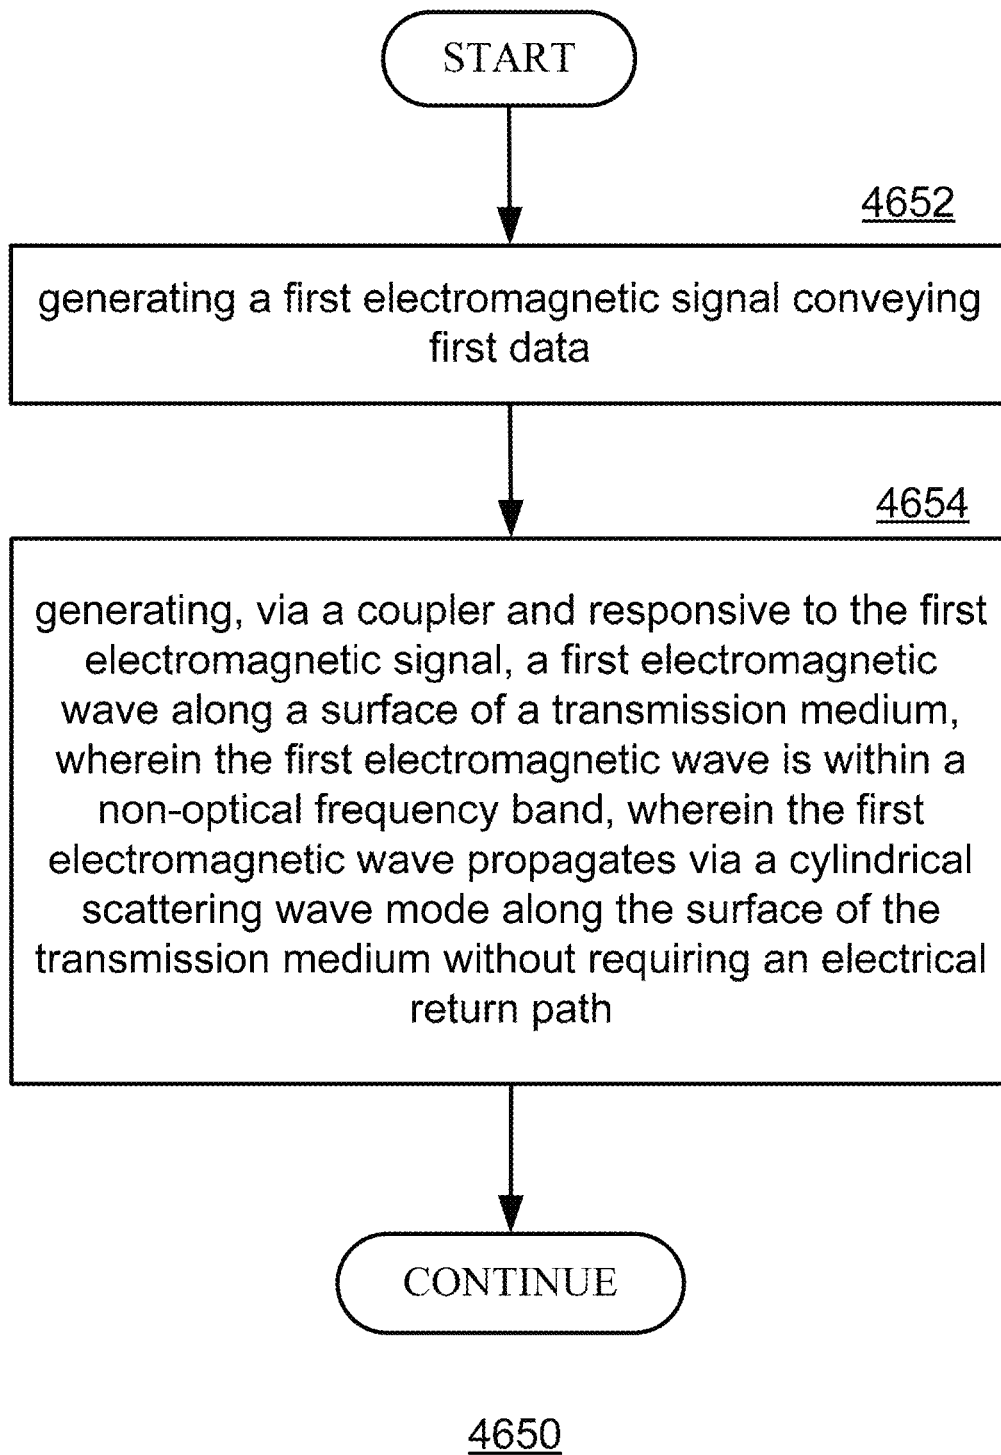 START
4652
generating a first electromagnetic signal conveying
first data
4654
generating, via a coupler and responsive to the first
electromagnetic signal, a first electromagnetic
wave along a surface of a transmission medium,
wherein the first electromagnetic wave is within a
non-optical frequency band, wherein the first
electromagnetic wave propagates via a cylindrical
scattering wave mode along the surface of the
transmission medium without requiring an electrical
return path
CONTINUE
4650